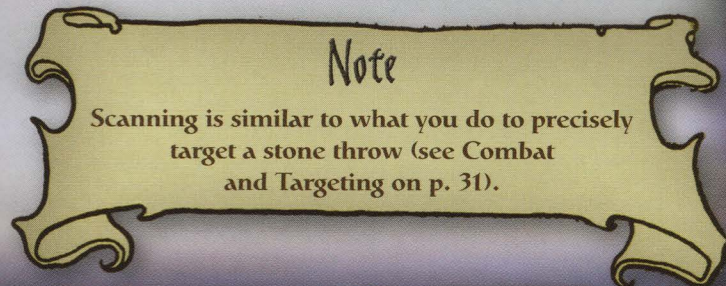 Note
Scanning is similar to what you do to precisely
target a stone throw (see Combat
and Targeting on p. 31).